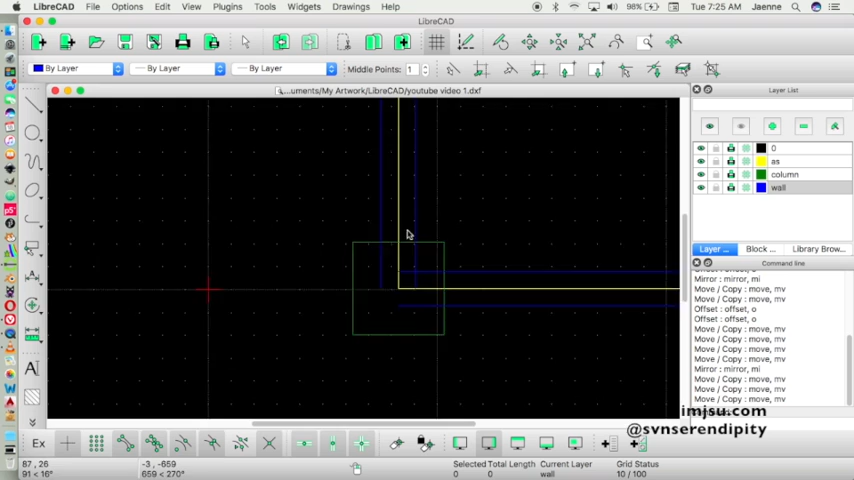 LibreCAD File Options Edit View Plugins Tools Widgets Drawings Help 98% Tue 7:25 AM Jaenne
LibreCAD
By Layer By Layer By Layer Middle Points: 1
...uments/My Artwork/LibreCAD/youtube video 1.dxf
Layer List
0
as
column
wall
Layer ... Block ... Library Brow...
Command line
Mirror : mirror, mi
Move / Copy : move, mv
Move / Copy : move, mv
Offset : offset, o
Offset : offset, o
Move / Copy : move, mv
Move / Copy : move, mv
Move / Copy : move, mv
Mirror : mirror, mi
Move / Copy : move, mv
Move / Copy : move, mv
Move / Copy : move, mv
imjsu.com
@svnserendipity
Ex
87 , 26 -3 , -659 Selected Total Length Current Layer Grid Status
91 < 16° 659 < 270° 0 0 wall 10 / 100